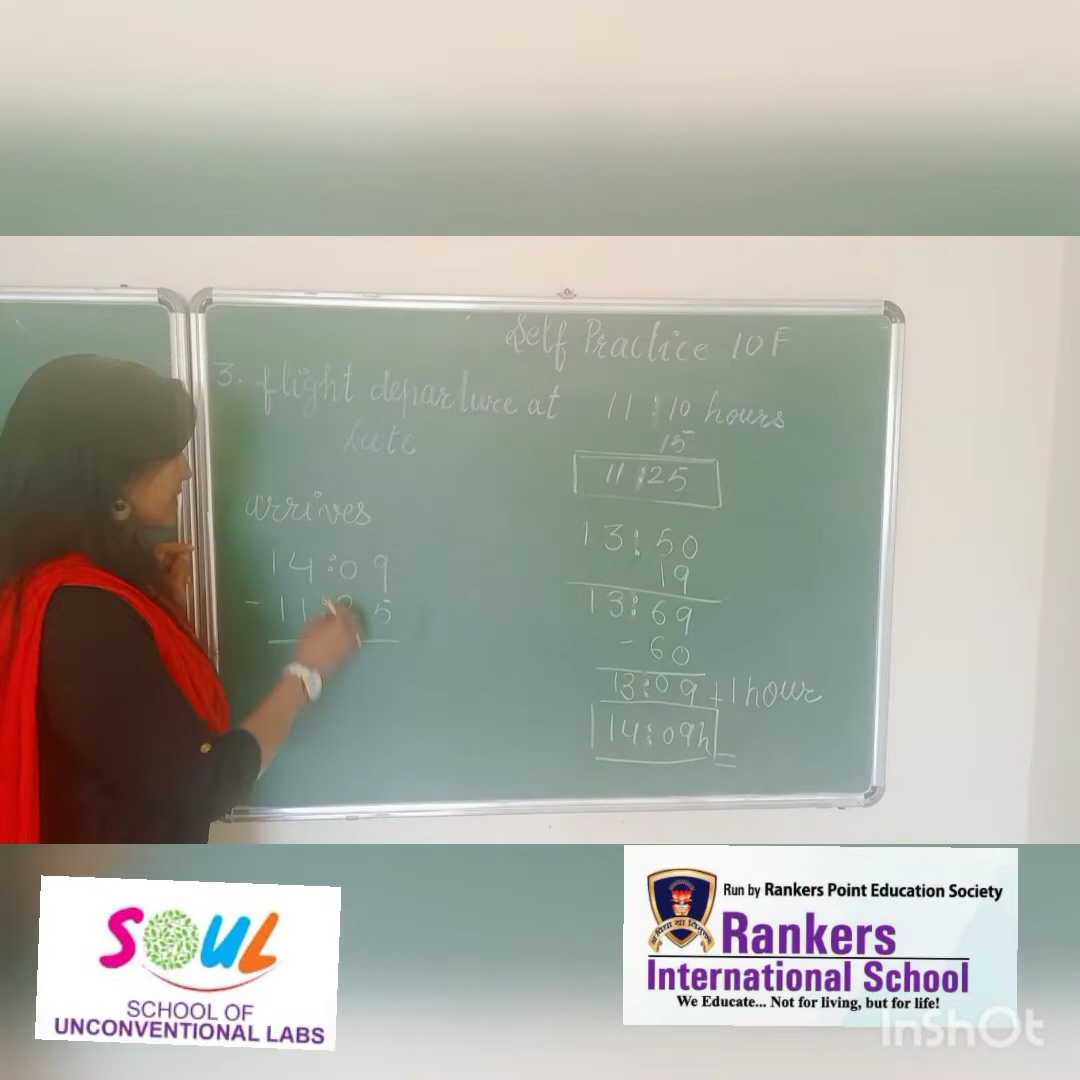 Self Practice 10F
3. flight departure at 11:10 hours
late 15
11:25
arrives
14:09
- 11:25
13:50
19
13:69
- 60
13:09 + 1 hour
14:09h
SOUL
SCHOOL OF
UNCONVENTIONAL LABS
Run by Rankers Point Education Society
Rankers
International School
We Educate... Not for living, but for life!
InShOt